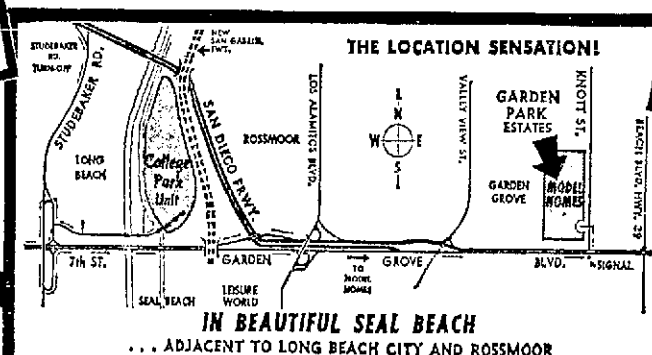 THE LOCATION SENSATION!
NEW
SAN GABRIEL
FWY.
STUDEBAKER
RD.
TURN-OFF
STUDEBAKER RD.
LONG
BEACH
College
Park
Unit
SAN DIEGO FRWY.
ROSSMOOR
LOS ALAMITOS BLVD.
N
W E
S
VALLEY VIEW ST.
GARDEN
PARK
ESTATES
GARDEN
GROVE
MODEL
HOMES
KNOTT ST.
BEACH BLVD. HWY. 39
7th ST.
GARDEN
GROVE
BLVD.
SIGNAL
SEAL BEACH
LEISURE
WORLD
TO
MODEL
HOMES
IN BEAUTIFUL SEAL BEACH
... ADJACENT TO LONG BEACH CITY AND ROSSMOOR